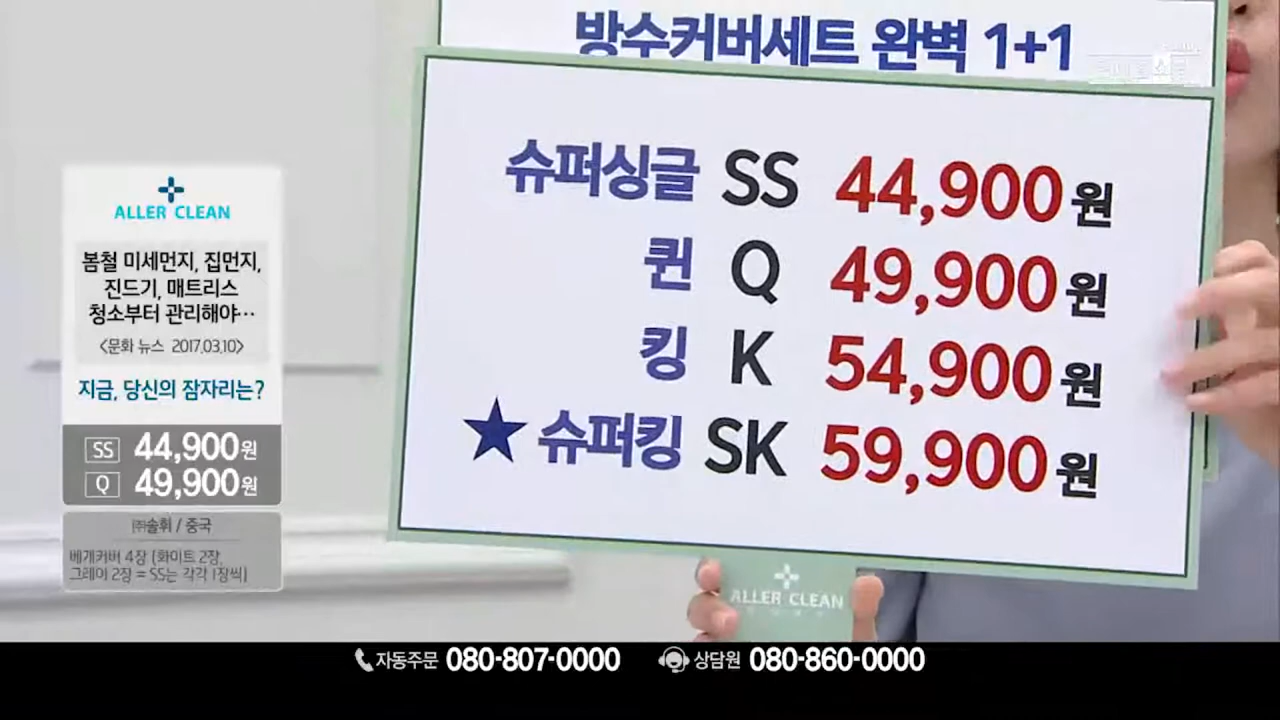 방수커버세트 완벽 1+1
슈퍼싱글 SS 44,900원
퀸 Q 49,900원
킹 K 54,900원
★ 슈퍼킹 SK 59,900원
ALLER CLEAN
ALLER CLEAN
봄철 미세먼지, 집먼지,
진드기, 매트리스
청소부터 관리해야…
<문화 뉴스 2017.03.10>
지금, 당신의 잠자리는?
SS 44,900원
Q 49,900원
㈜솔휘 / 중국
베개커버 4장 (화이트 2장,
그레이 2장 = SS는 각각 1장씩)
자동주문 080-807-0000 상담원 080-860-0000